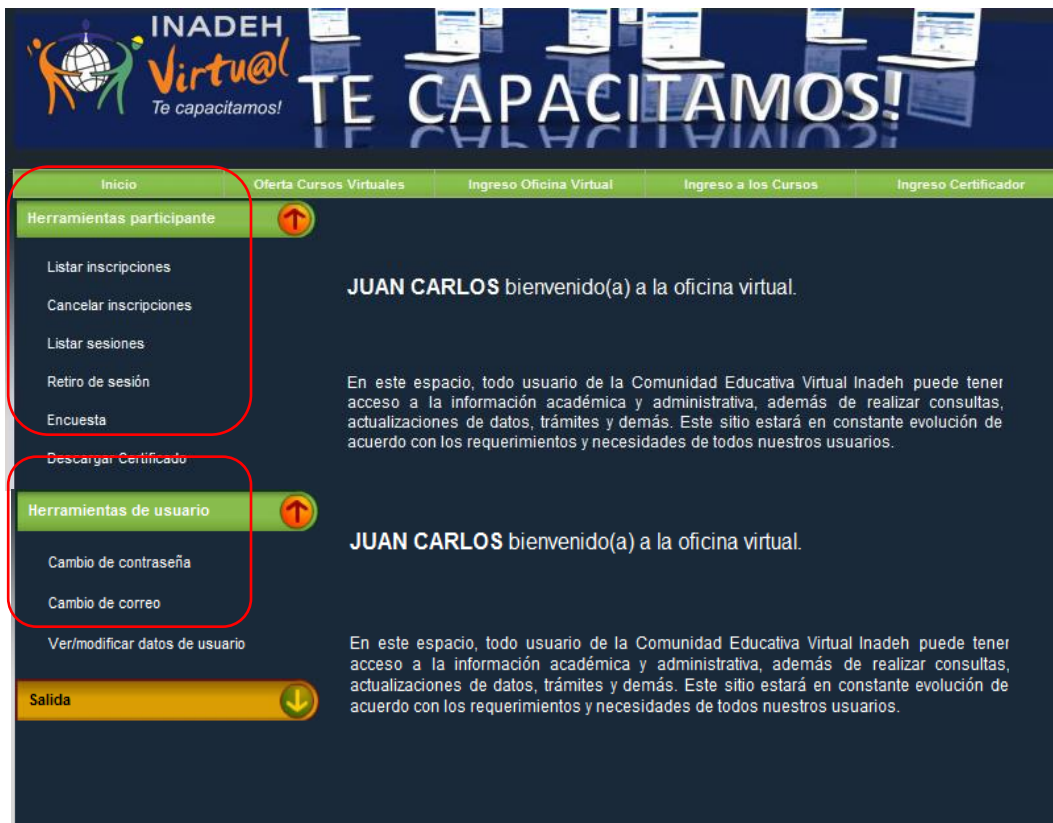 INADEH
Virtu@l
Te capacitamos!
TE CAPACITAMOS!
Inicio
Oferta Cursos Virtuales
Ingreso Oficina Virtual
Ingreso a los Cursos
Ingreso Certificador
Herramientas participante
Listar inscripciones
Cancelar inscripciones
Listar sesiones
Retiro de sesión
Encuesta
Descargar Certificado
Herramientas de usuario
Cambio de contraseña
Cambio de correo
Ver/modificar datos de usuario
Salida
JUAN CARLOS bienvenido(a) a la oficina virtual.
En este espacio, todo usuario de la Comunidad Educativa Virtual Inadeh puede tener
acceso a la información académica y administrativa, además de realizar consultas,
actualizaciones de datos, trámites y demás. Este sitio estará en constante evolución de
acuerdo con los requerimientos y necesidades de todos nuestros usuarios.
JUAN CARLOS bienvenido(a) a la oficina virtual.
En este espacio, todo usuario de la Comunidad Educativa Virtual Inadeh puede tener
acceso a la información académica y administrativa, además de realizar consultas,
actualizaciones de datos, trámites y demás. Este sitio estará en constante evolución de
acuerdo con los requerimientos y necesidades de todos nuestros usuarios.